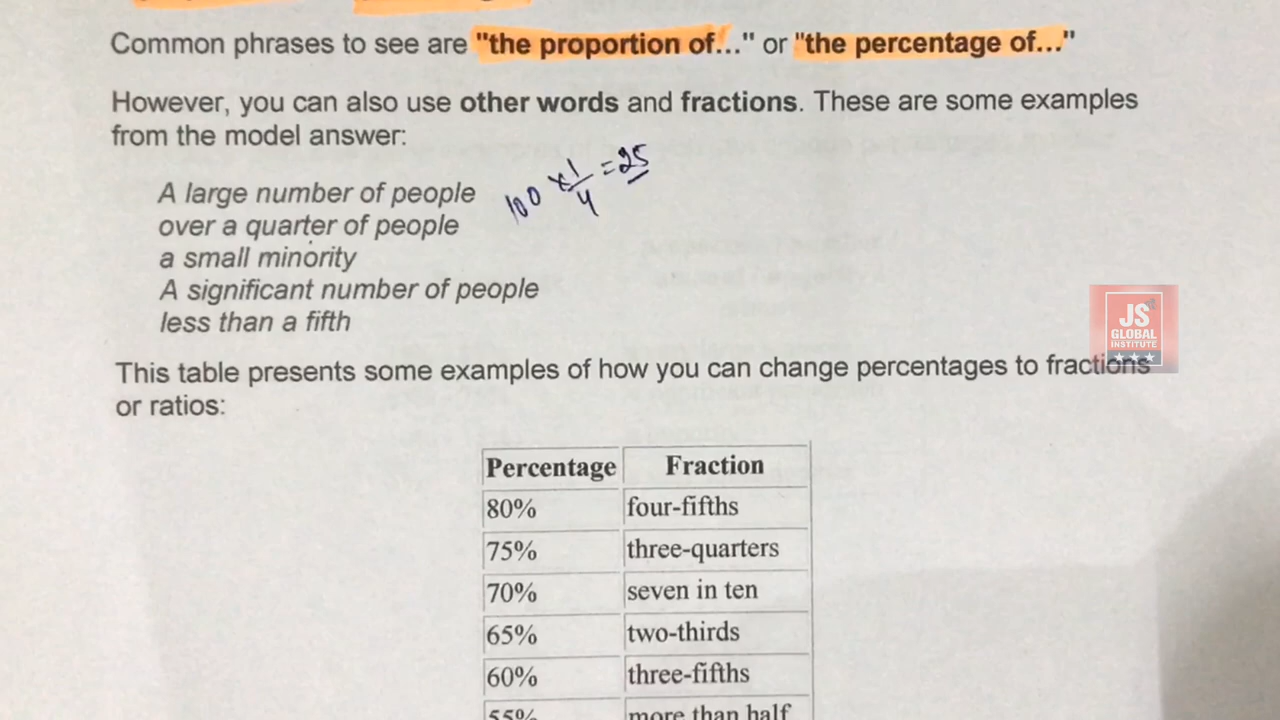 Common phrases to see are "the proportion of..." or "the percentage of..."
However, you can also use other words and fractions. These are some examples
from the model answer:
100 × 1/4 = 25
A large number of people
over a quarter of people
a small minority
A significant number of people
less than a fifth
JS
GLOBAL
INSTITUTE
This table presents some examples of how you can change percentages to fractions
or ratios:
Percentage Fraction
80% four-fifths
75% three-quarters
70% seven in ten
65% two-thirds
60% three-fifths
55% more than half